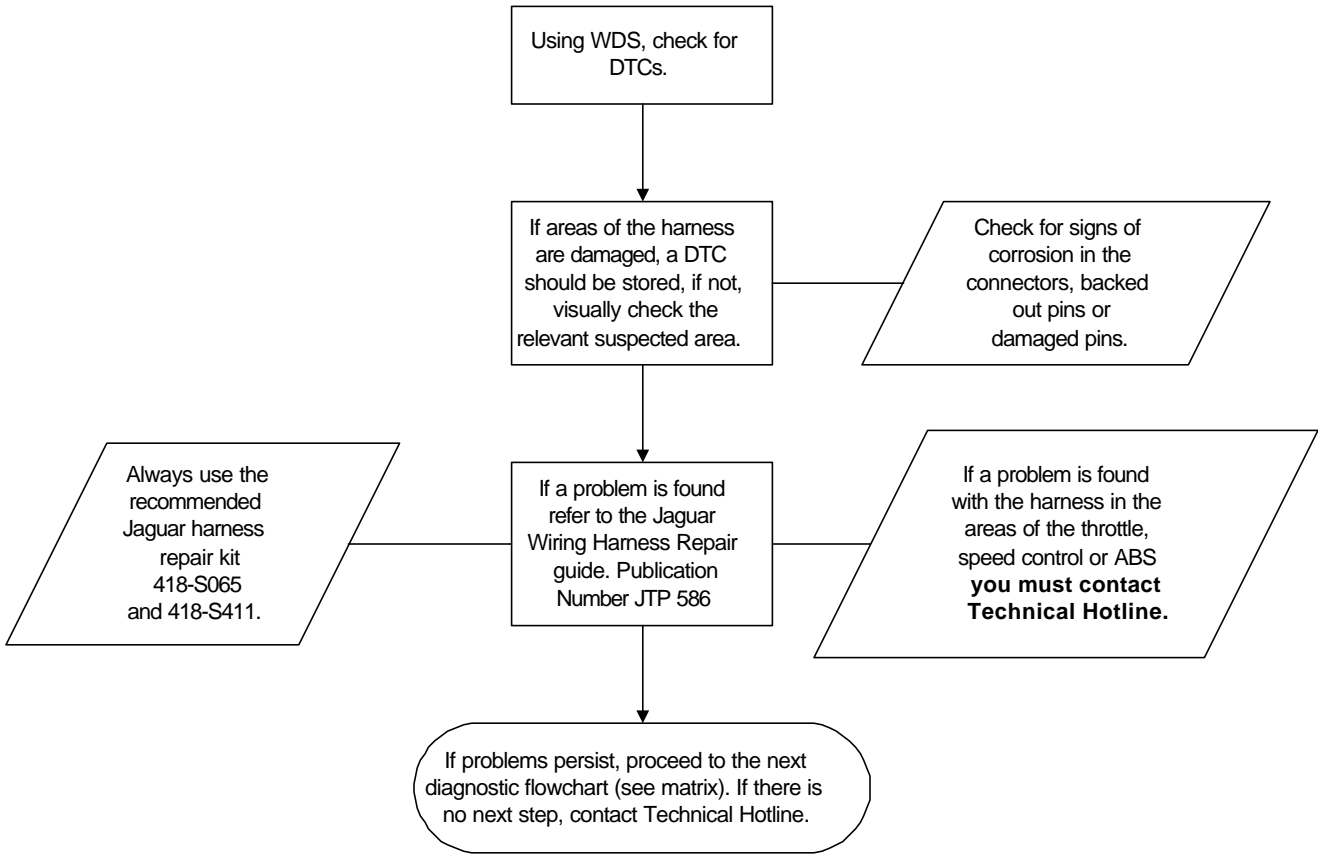 Using WDS, check for
DTCs.
If areas of the harness
are damaged, a DTC
should be stored, if not,
visually check the
relevant suspected area.
Check for signs of
corrosion in the
connectors, backed
out pins or
damaged pins.
Always use the
recommended
Jaguar harness
repair kit
418-S065
and 418-S411.
If a problem is found
refer to the Jaguar
Wiring Harness Repair
guide. Publication
Number JTP 586
If a problem is found
with the harness in the
areas of the throttle,
speed control or ABS
you must contact
Technical Hotline.
If problems persist, proceed to the next
diagnostic flowchart (see matrix). If there is
no next step, contact Technical Hotline.